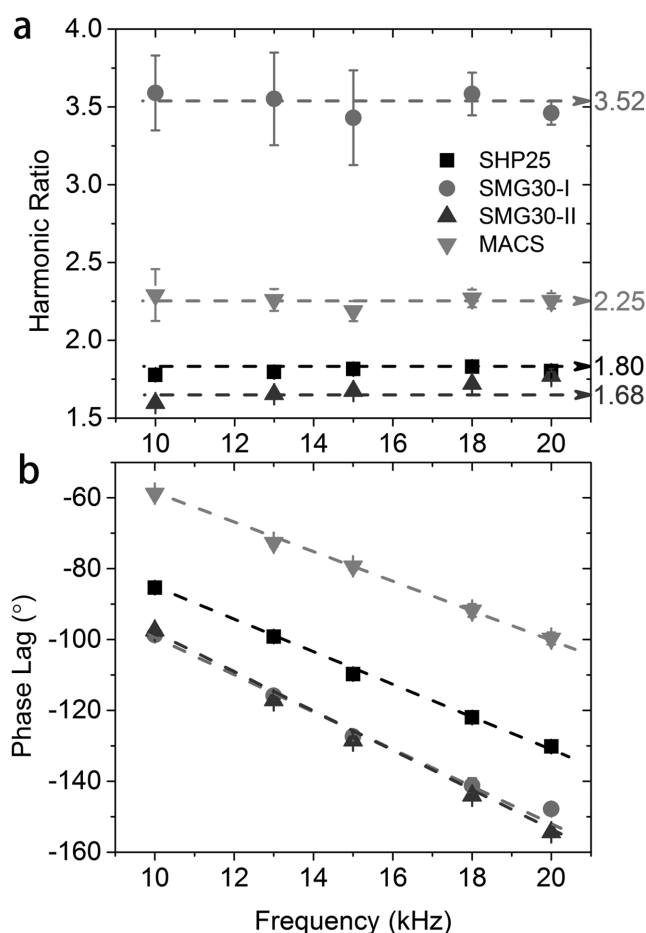 a
Harmonic Ratio
4.0
3.5
3.0
2.5
2.0
1.5
3.52
SHP25
SMG30-I
SMG30-II
MACS
2.25
1.80
1.68
10 12 14 16 18 20
b
Phase Lag (°)
-60
-80
-100
-120
-140
-160
10 12 14 16 18 20
Frequency (kHz)